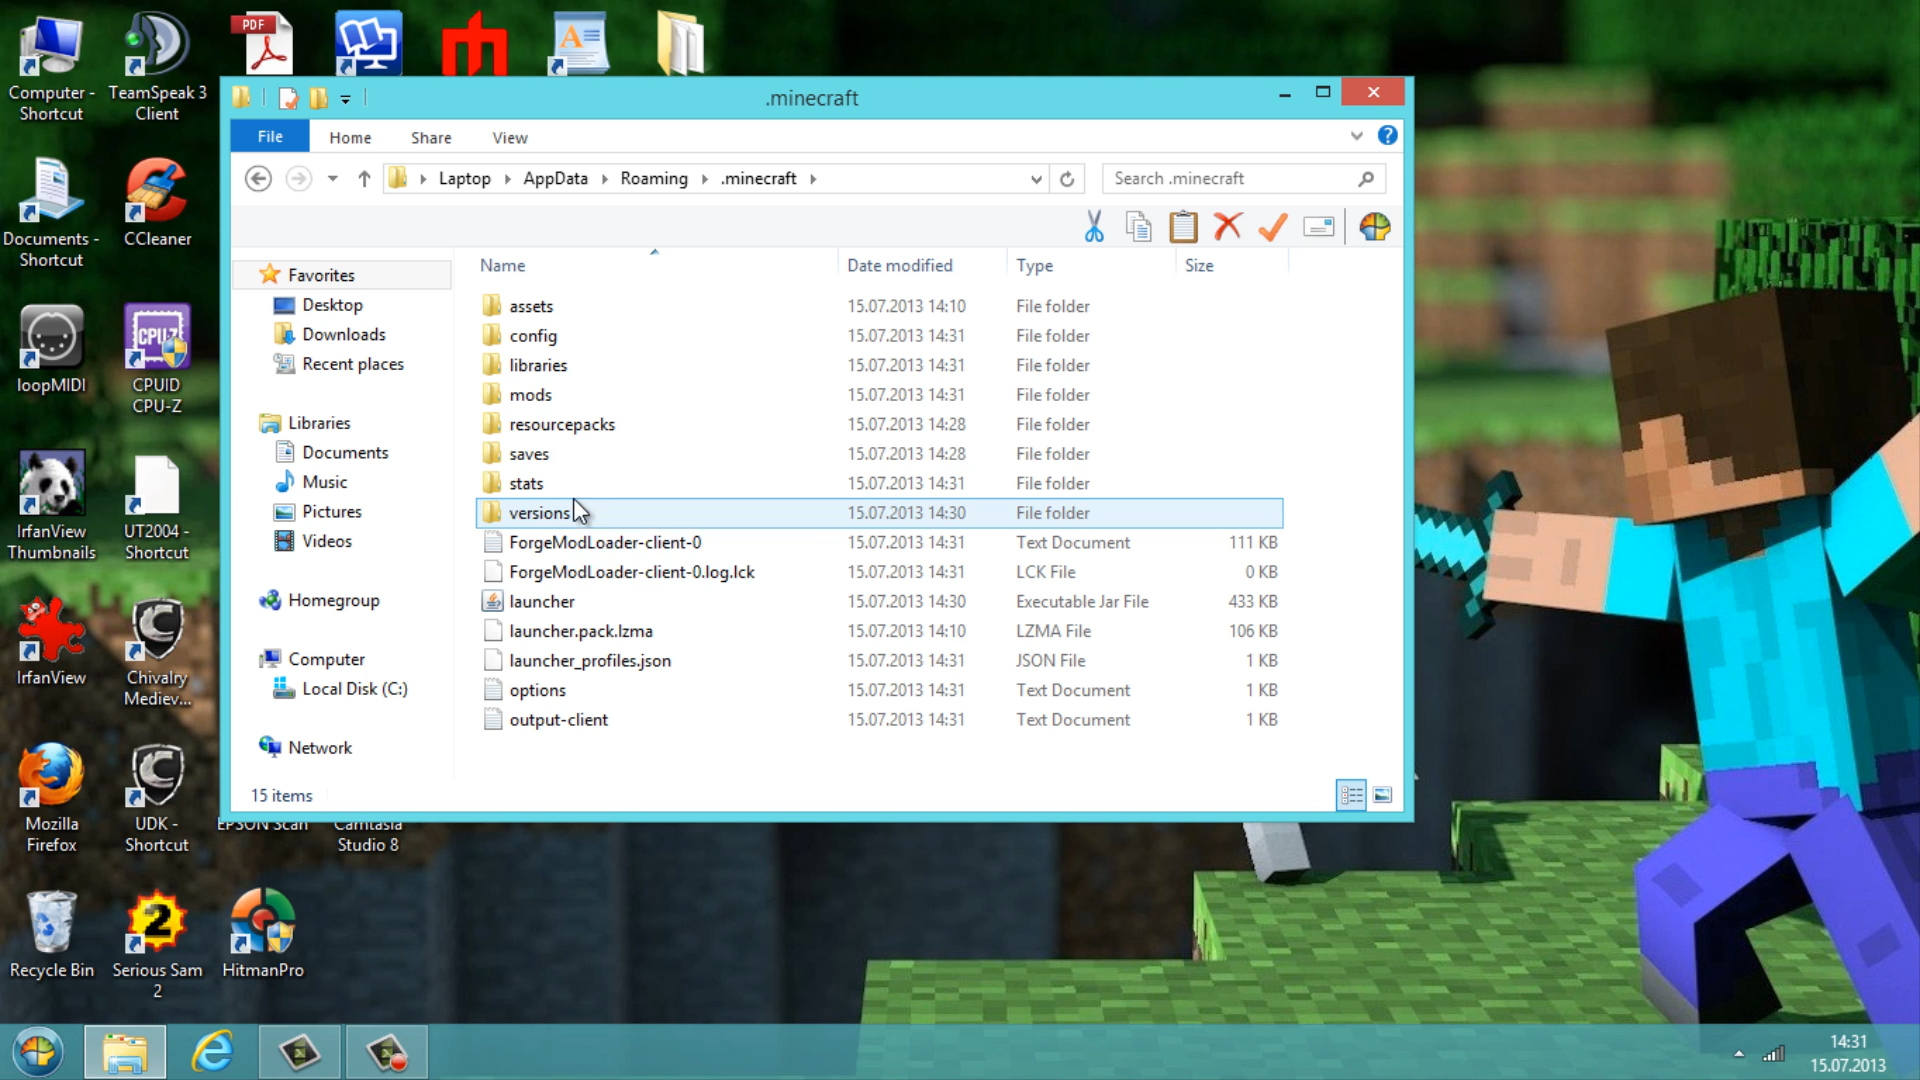 PDF
A
Computer -
Shortcut
TeamSpeak 3
Client
Documents -
Shortcut
CCleaner
loopMIDI
CPU-Z
CPUID
CPU-Z
IrfanView
Thumbnails
UT2004 -
Shortcut
IrfanView
Chivalry
Mediev...
Mozilla
Firefox
UDK -
Shortcut
EPSON Scan
Camtasia
Studio 8
Recycle Bin
2
Serious Sam
2
HitmanPro
.minecraft
File Home Share View
Laptop AppData Roaming .minecraft
Search .minecraft
Name Date modified Type Size
Favorites
Desktop
Downloads
Recent places
Libraries
Documents
Music
Pictures
Videos
Homegroup
Computer
Local Disk (C:)
Network
assets 15.07.2013 14:10 File folder
config 15.07.2013 14:31 File folder
libraries 15.07.2013 14:31 File folder
mods 15.07.2013 14:31 File folder
resourcepacks 15.07.2013 14:28 File folder
saves 15.07.2013 14:28 File folder
stats 15.07.2013 14:31 File folder
versions 15.07.2013 14:30 File folder
ForgeModLoader-client-0 15.07.2013 14:31 Text Document 111 KB
ForgeModLoader-client-0.log.lck 15.07.2013 14:31 LCK File 0 KB
launcher 15.07.2013 14:30 Executable Jar File 433 KB
launcher.pack.lzma 15.07.2013 14:10 LZMA File 106 KB
launcher_profiles.json 15.07.2013 14:31 JSON File 1 KB
options 15.07.2013 14:31 Text Document 1 KB
output-client 15.07.2013 14:31 Text Document 1 KB
15 items
14:31
15.07.2013